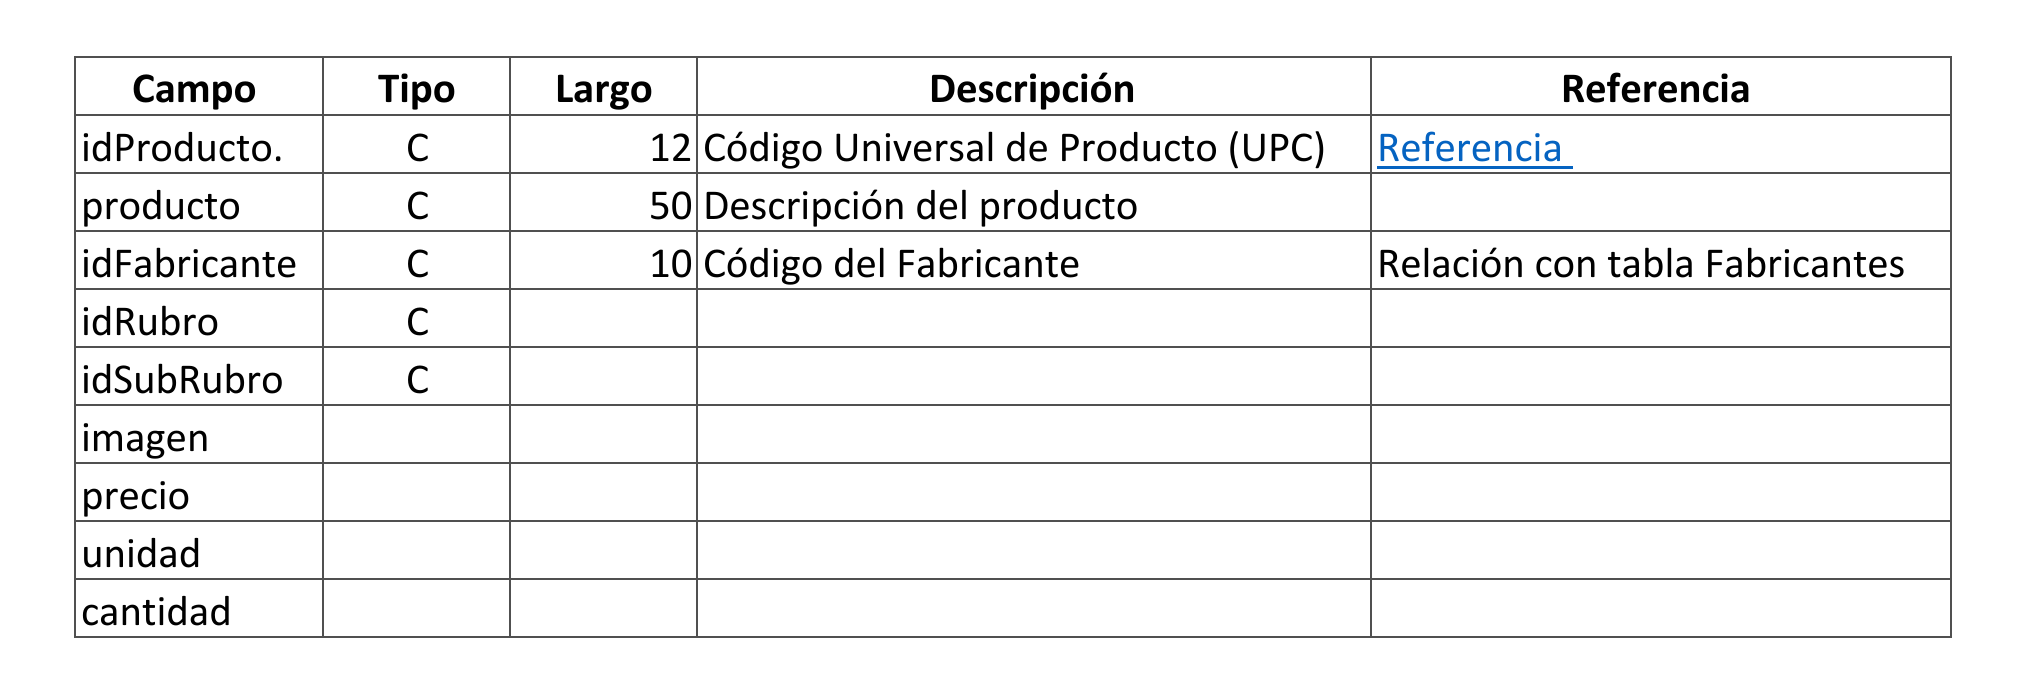 Campo Tipo Largo Descripción Referencia
idProducto. C 12 Código Universal de Producto (UPC) Referencia
producto C 50 Descripción del producto
idFabricante C 10 Código del Fabricante Relación con tabla Fabricantes
idRubro C
idSubRubro C
imagen
precio
unidad
cantidad